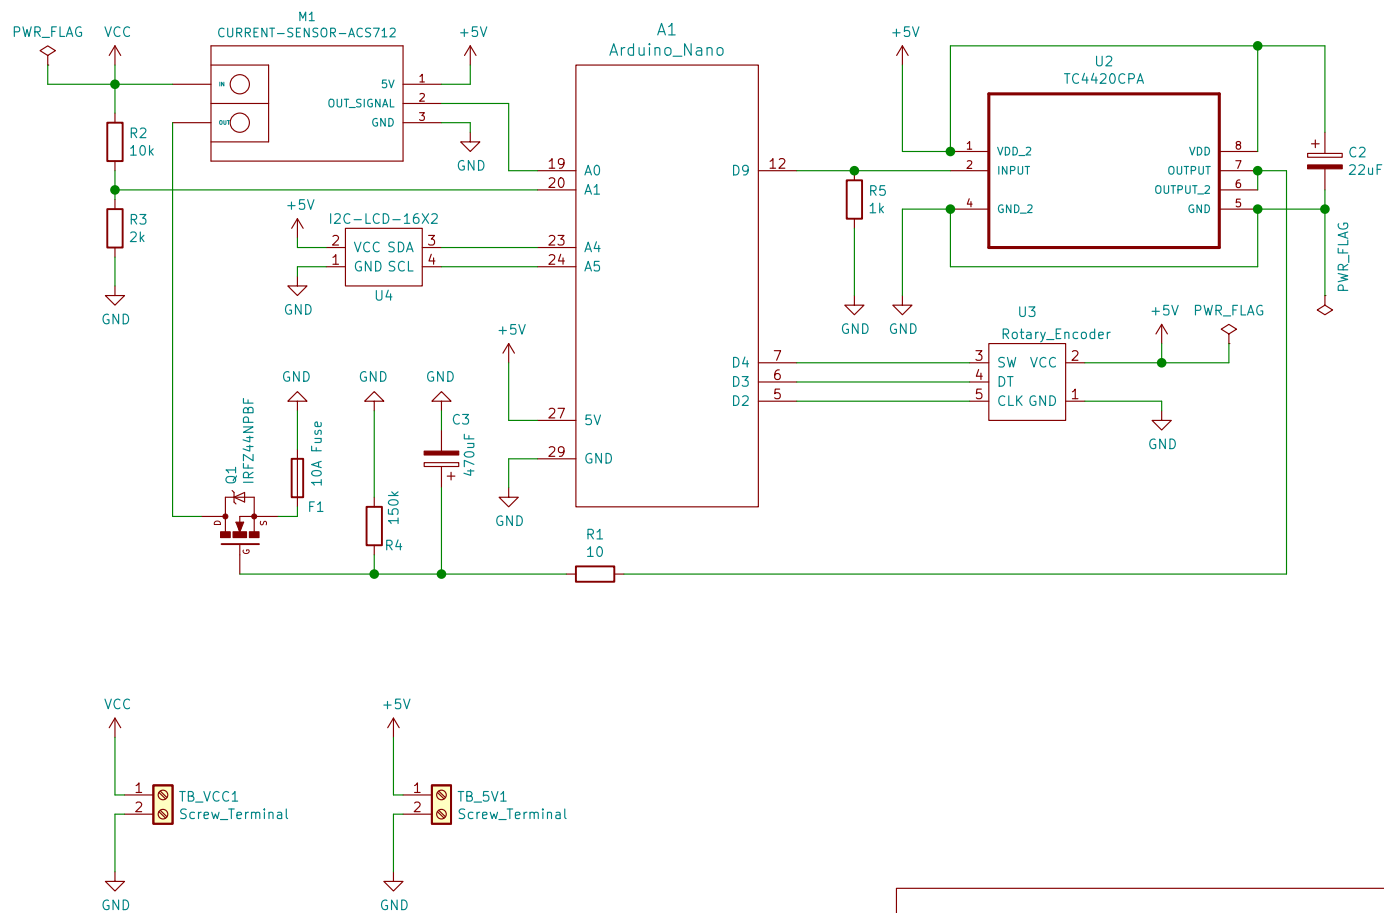 PWR_FLAG
VCC
M1
CURRENT-SENSOR-ACS712
+5V
IN
OUT
5V
OUT_SIGNAL
GND
1
2
3
GND
R2
10k
R3
2k
GND
A1
Arduino_Nano
19
20
23
24
27
29
A0
A1
A4
A5
5V
GND
D9
D4
D3
D2
12
7
6
5
+5V
I2C-LCD-16X2
2
1
VCC SDA
GND SCL
3
4
U4
GND
+5V
GND
+5V
U2
TC4420CPA
1
2
4
VDD_2
INPUT
GND_2
VDD
OUTPUT
OUTPUT_2
GND
8
7
6
5
+
C2
22uF
PWR_FLAG
R5
1k
GND
GND
U3
Rotary_Encoder
3
4
5
SW VCC
DT
CLK GND
2
1
+5V
PWR_FLAG
GND
GND
GND
GND
Q1
IRFZ44NPBF
D
S
G
10A Fuse
F1
150k
R4
C3
470uF
+
R1
10
VCC
1
2
TB_VCC1
Screw_Terminal
GND
+5V
1
2
TB_5V1
Screw_Terminal
GND